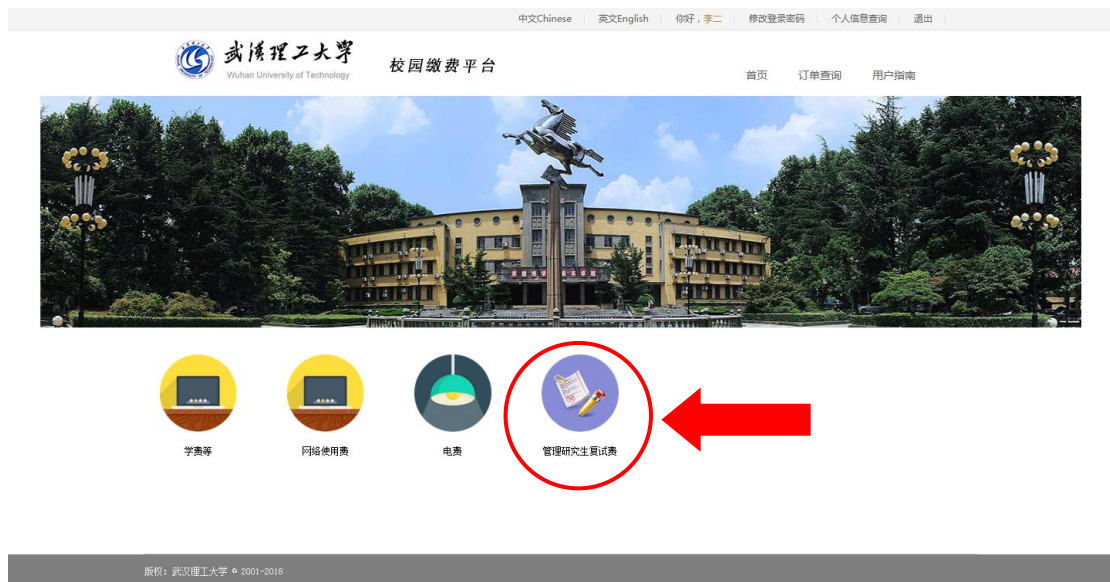 中文Chinese 英文English 你好，李二 修改登录密码 个人信息查询 退出
武汉理工大学
Wuhan University of Technology
校园缴费平台
首页 订单查询 用户指南
学费等 网络使用费 电费 管理研究生复试费
版权: 武汉理工大学 © 2001-2018